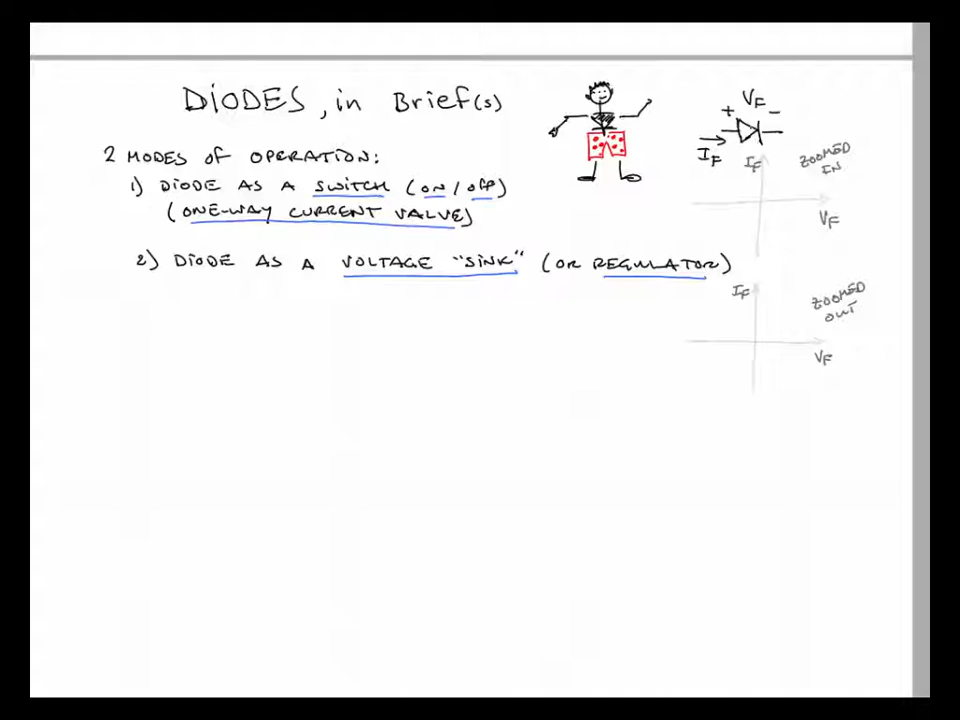 DIODES, in Brief(s)
2 MODES OF OPERATION:
1) DIODE AS A SWITCH (ON/OFF)
(ONE-WAY CURRENT VALVE)
2) DIODE AS A VOLTAGE "SINK" (OR REGULATOR)
VF
+ −
IF
IF
ZOOMED
IN
VF
IF
ZOOMED
OUT
VF